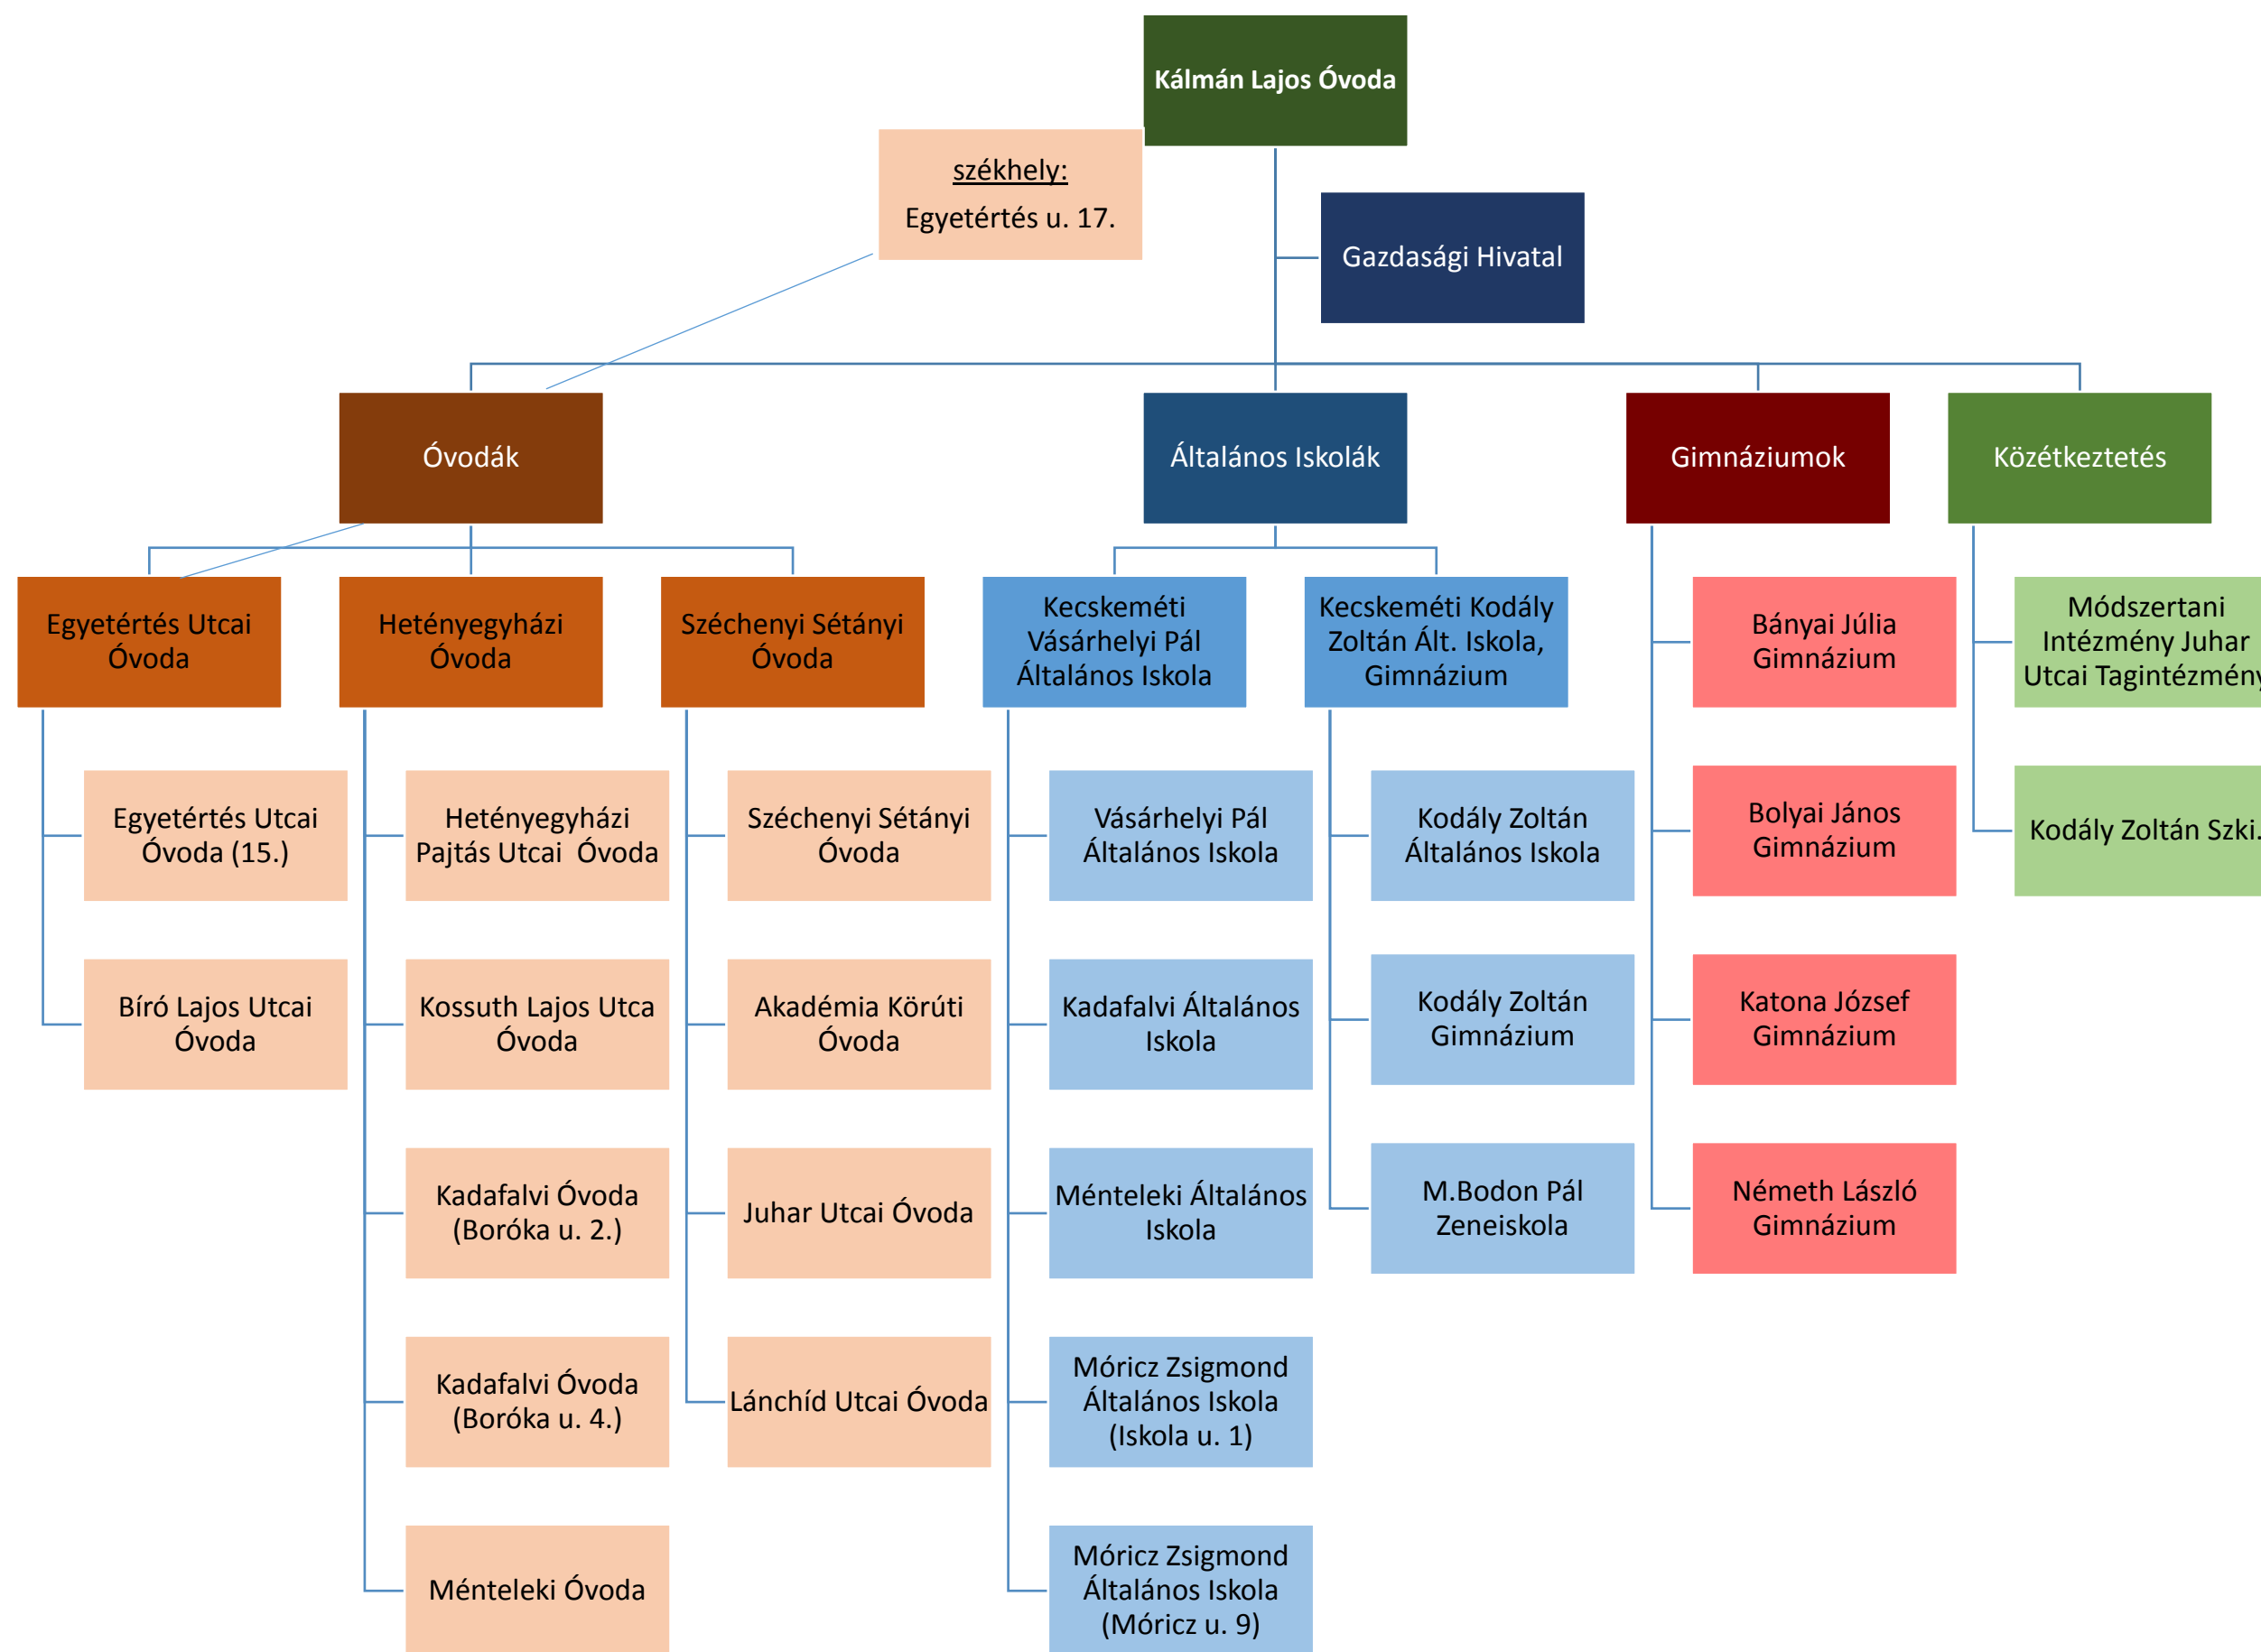 Kálmán Lajos Óvoda
székhely:
Egyetértés u. 17.
Gazdasági Hivatal
Óvodák
Általános Iskolák
Gimnáziumok
Közétkeztetés
Egyetértés Utcai
Óvoda
Hetényegyházi
Óvoda
Széchenyi Sétányi
Óvoda
Kecskeméti
Vásárhelyi Pál
Általános Iskola
Kecskeméti Kodály
Zoltán Ált. Iskola,
Gimnázium
Bányai Júlia
Gimnázium
Módszertani
Intézmény Juhar
Utcai Tagintézmény
Egyetértés Utcai
Óvoda (15.)
Hetényegyházi
Pajtás Utcai Óvoda
Széchenyi Sétányi
Óvoda
Vásárhelyi Pál
Általános Iskola
Kodály Zoltán
Általános Iskola
Bolyai János
Gimnázium
Kodály Zoltán Szki.
Bíró Lajos Utcai
Óvoda
Kossuth Lajos Utca
Óvoda
Akadémia Körúti
Óvoda
Kadafalvi Általános
Iskola
Kodály Zoltán
Gimnázium
Katona József
Gimnázium
Kadafalvi Óvoda
(Boróka u. 2.)
Juhar Utcai Óvoda
Ménteleki Általános
Iskola
M.Bodon Pál
Zeneiskola
Németh László
Gimnázium
Kadafalvi Óvoda
(Boróka u. 4.)
Lánchíd Utcai Óvoda
Móricz Zsigmond
Általános Iskola
(Iskola u. 1)
Ménteleki Óvoda
Móricz Zsigmond
Általános Iskola
(Móricz u. 9)